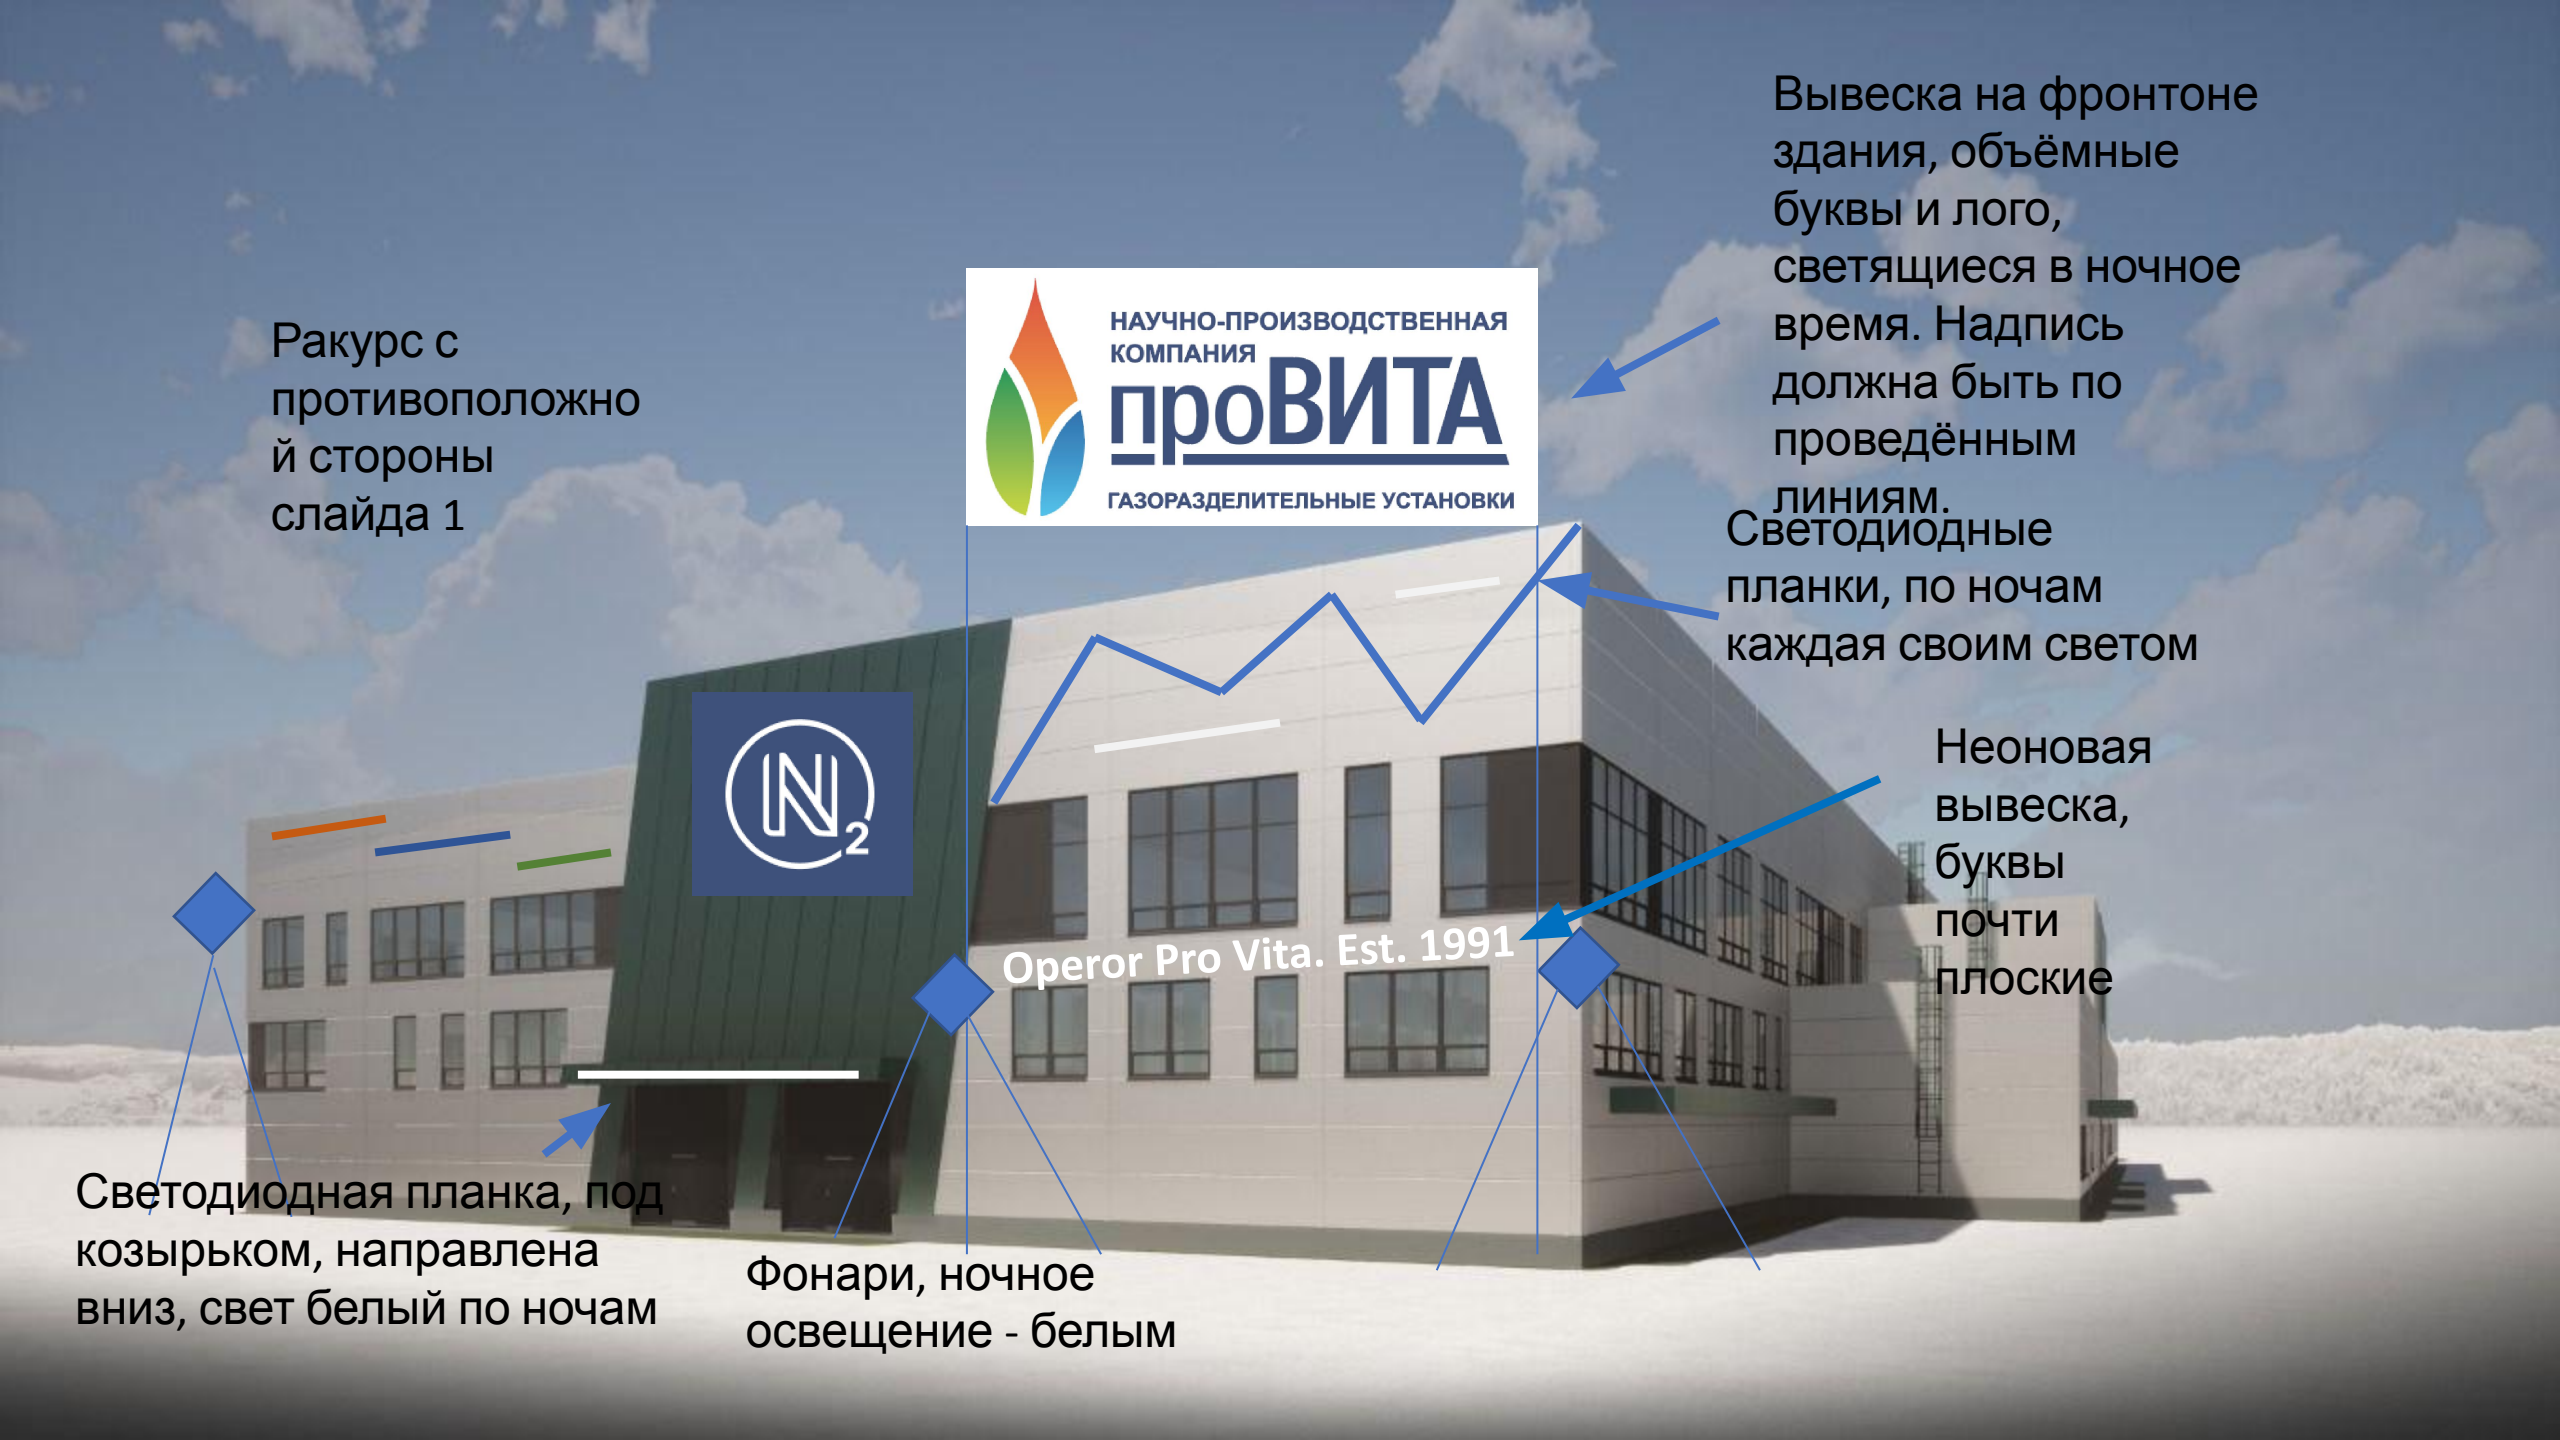 Вывеска на фронтоне
здания, объёмные
буквы и лого,
светящиеся в ночное
время. Надпись
должна быть по
проведённым
линиям.
Ракурс с
противоположно
й стороны
слайда 1
НАУЧНО-ПРОИЗВОДСТВЕННАЯ
КОМПАНИЯ
проВИТА
ГАЗОРАЗДЕЛИТЕЛЬНЫЕ УСТАНОВКИ
Светодиодные
планки, по ночам
каждая своим светом
N2
Неоновая
вывеска,
буквы
почти
плоские
Operor Pro Vita. Est. 1991
Светодиодная планка, под
козырьком, направлена
вниз, свет белый по ночам
Фонари, ночное
освещение - белым